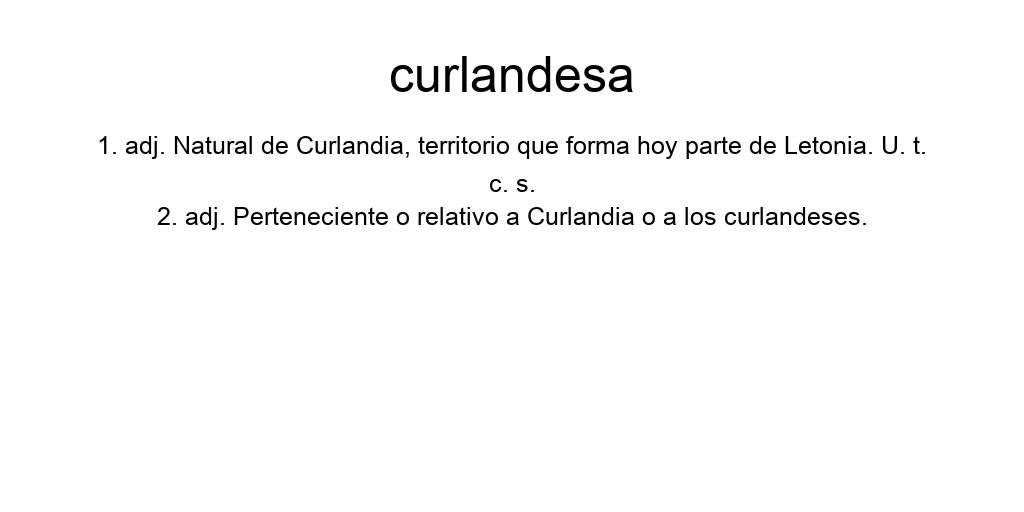 curlandesa
1. adj. Natural de Curlandia, territorio que forma hoy parte de Letonia. U. t.
c. s.
2. adj. Perteneciente o relativo a Curlandia o a los curlandeses.